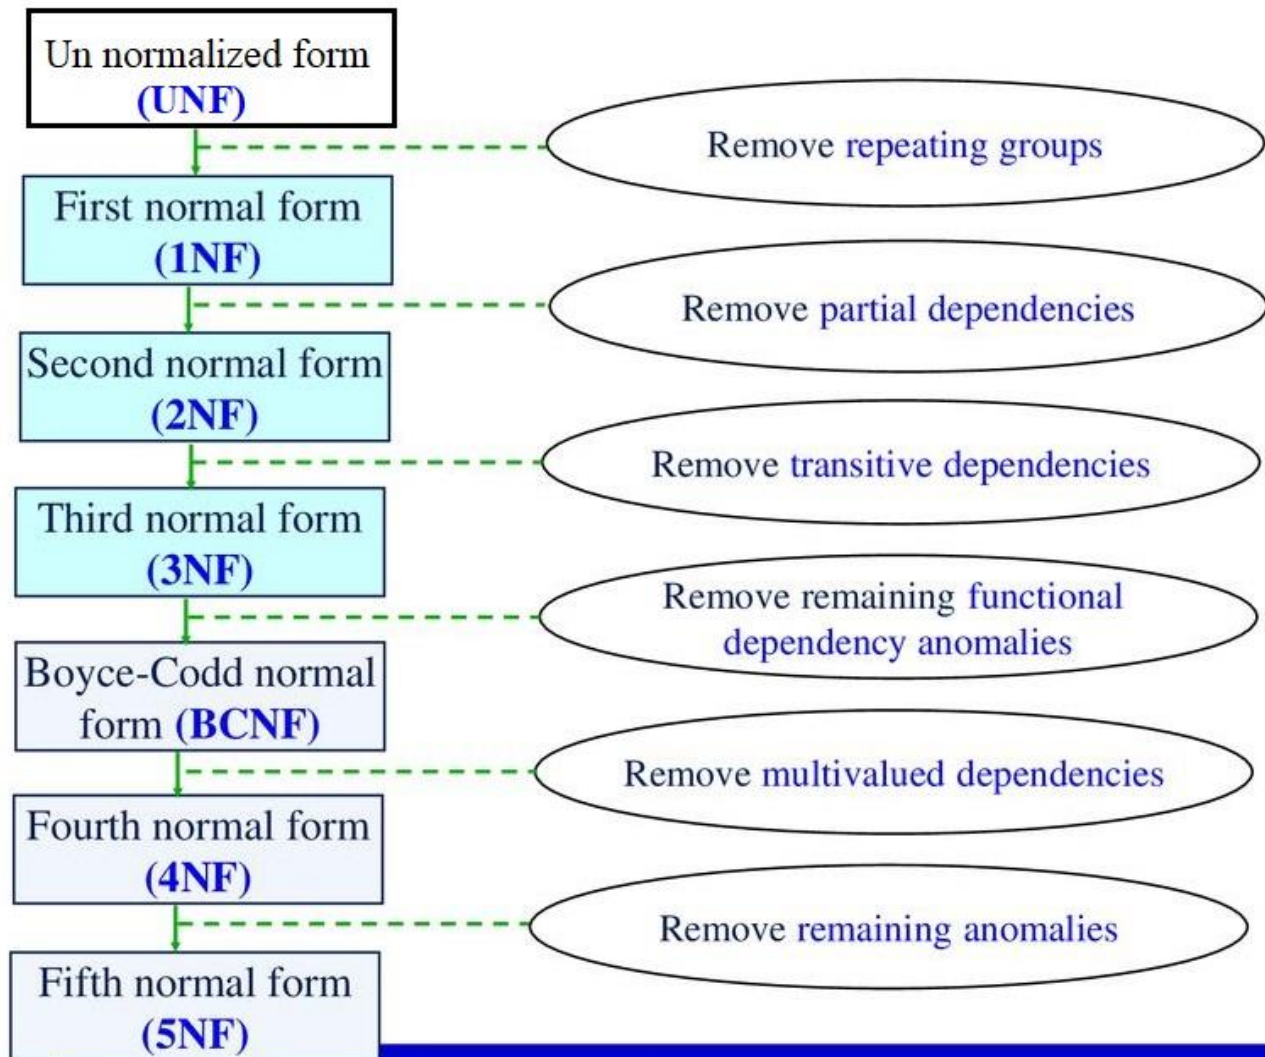 Un normalized form
(UNF)
Remove repeating groups
First normal form
(1NF)
Remove partial dependencies
Second normal form
(2NF)
Remove transitive dependencies
Third normal form
(3NF)
Remove remaining functional
dependency anomalies
Boyce-Codd normal
form (BCNF)
Remove multivalued dependencies
Fourth normal form
(4NF)
Remove remaining anomalies
Fifth normal form
(5NF)